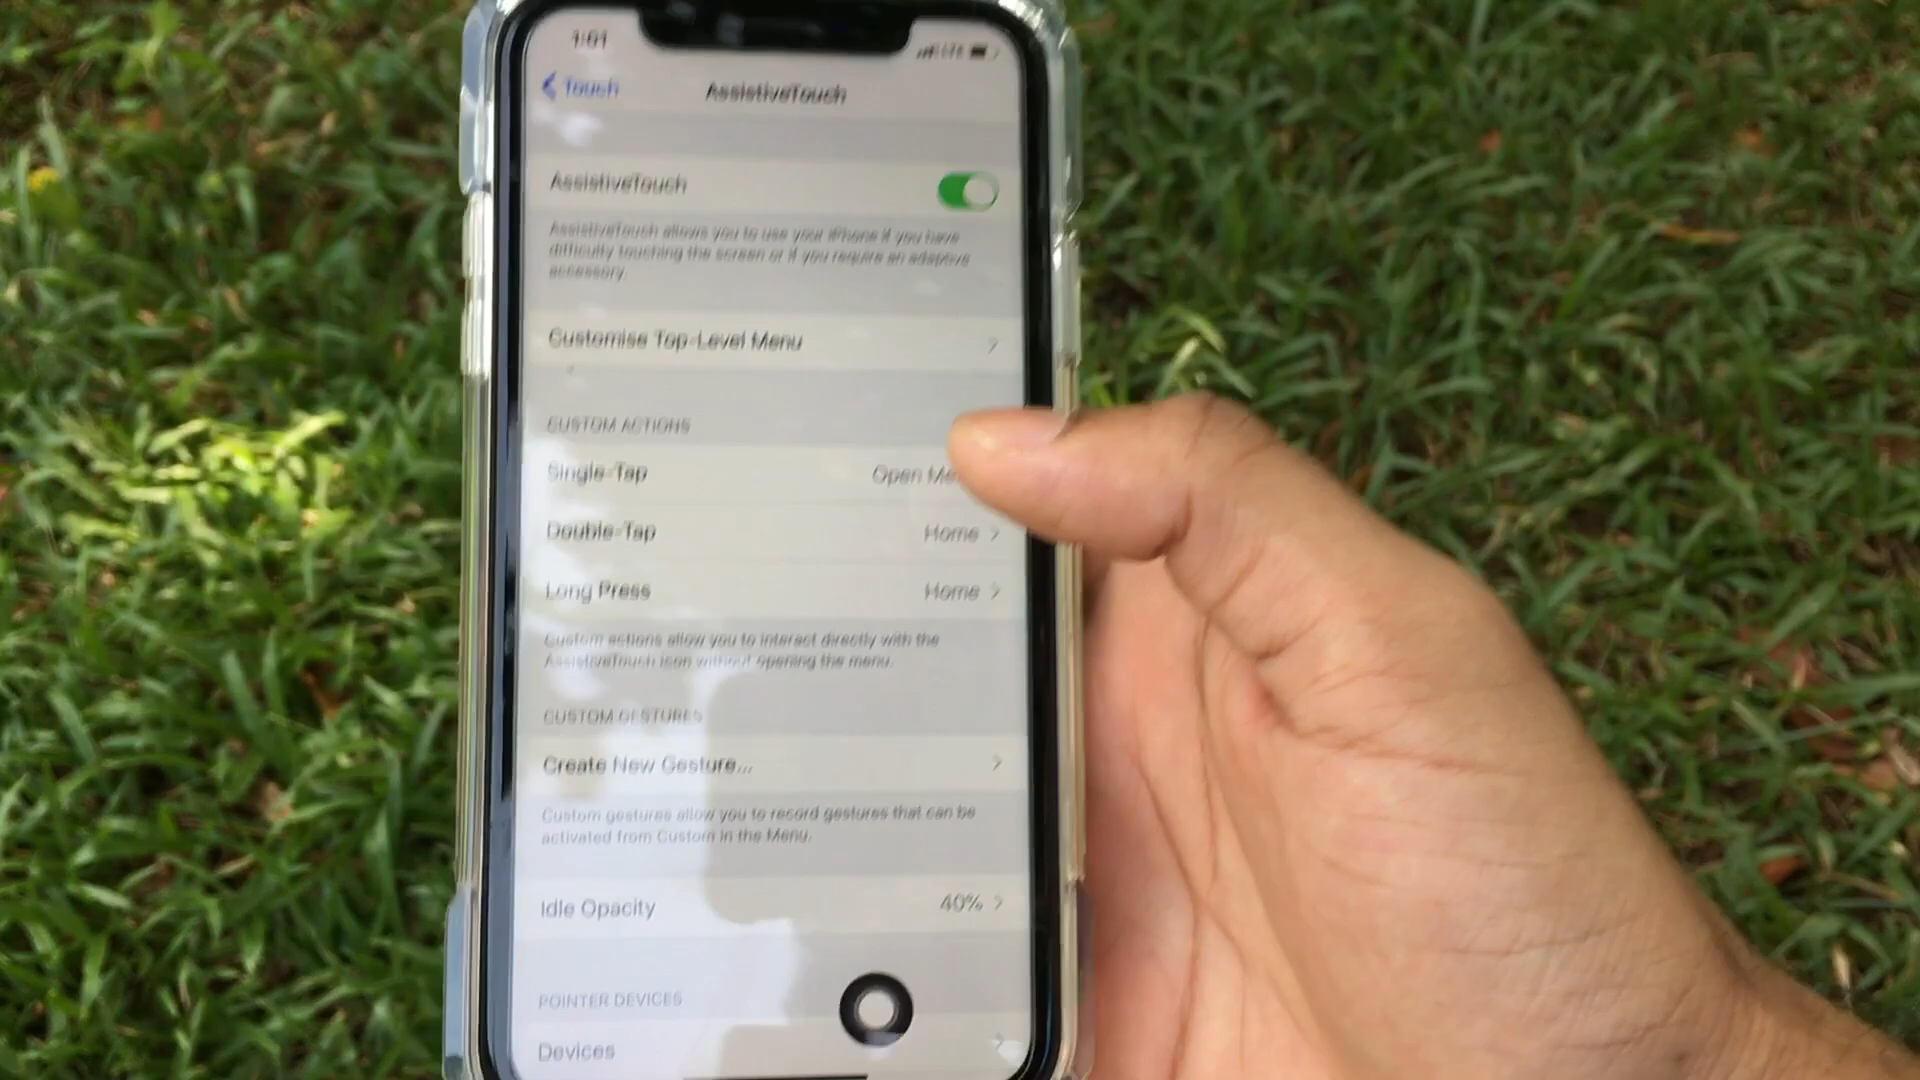 1:01
LTE
Touch
AssistiveTouch
AssistiveTouch
AssistiveTouch allows you to use your iPhone if you have
difficulty touching the screen or if you require an adaptive
accessory.
Customise Top-Level Menu
CUSTOM ACTIONS
Single-Tap Open Me
Double-Tap Home
Long Press Home
Custom actions allow you to interact directly with the
AssistiveTouch icon without opening the menu.
CUSTOM GESTURES
Create New Gesture...
Custom gestures allow you to record gestures that can be
activated from Custom in the Menu.
Idle Opacity 40%
POINTER DEVICES
Devices